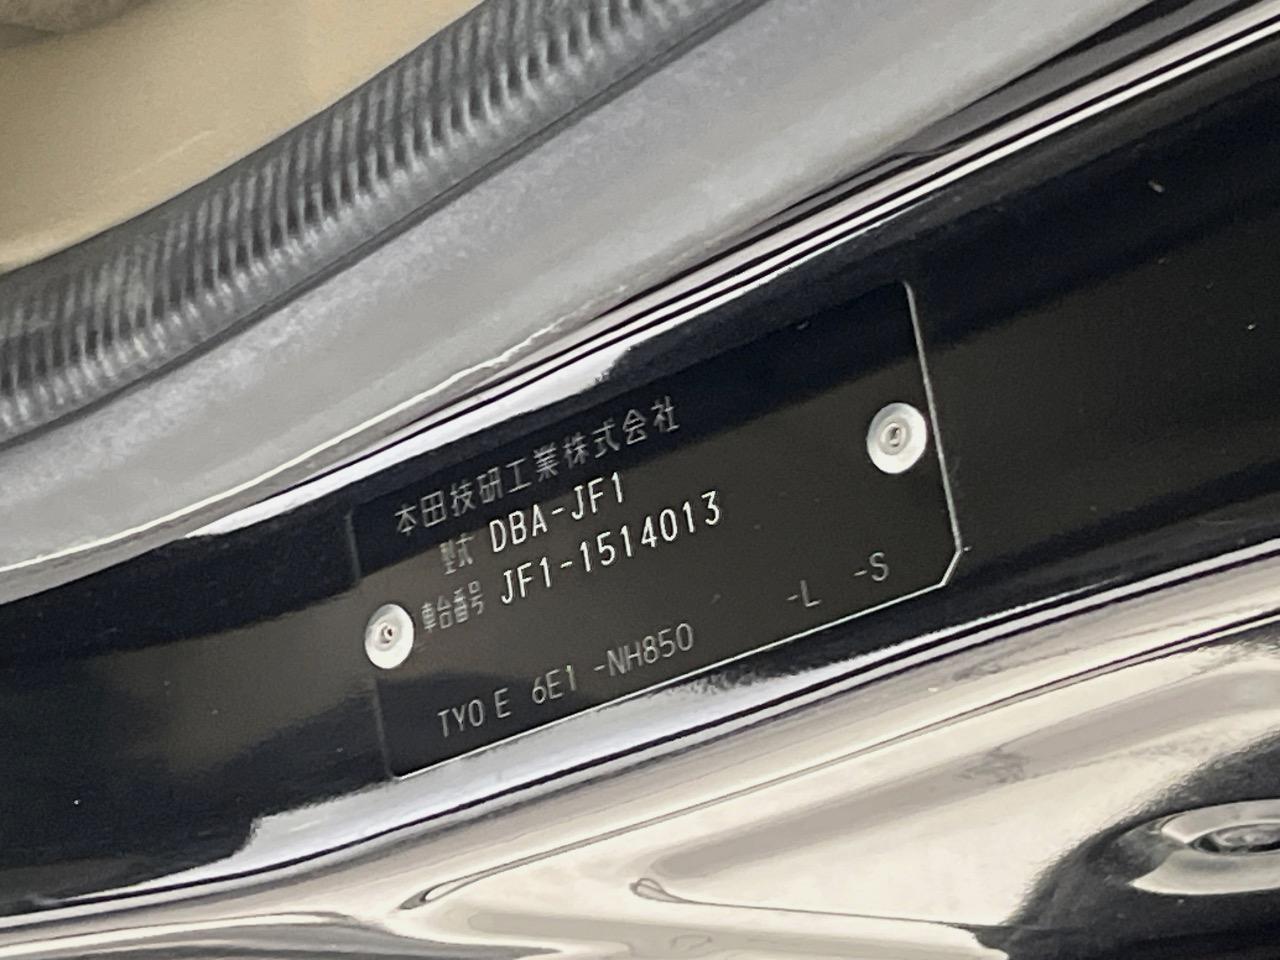 本田技研工業株式会社
型式 DBA-JF1
車台番号 JF1-1514013
TY0 E 6E1 -NH850 -L -S